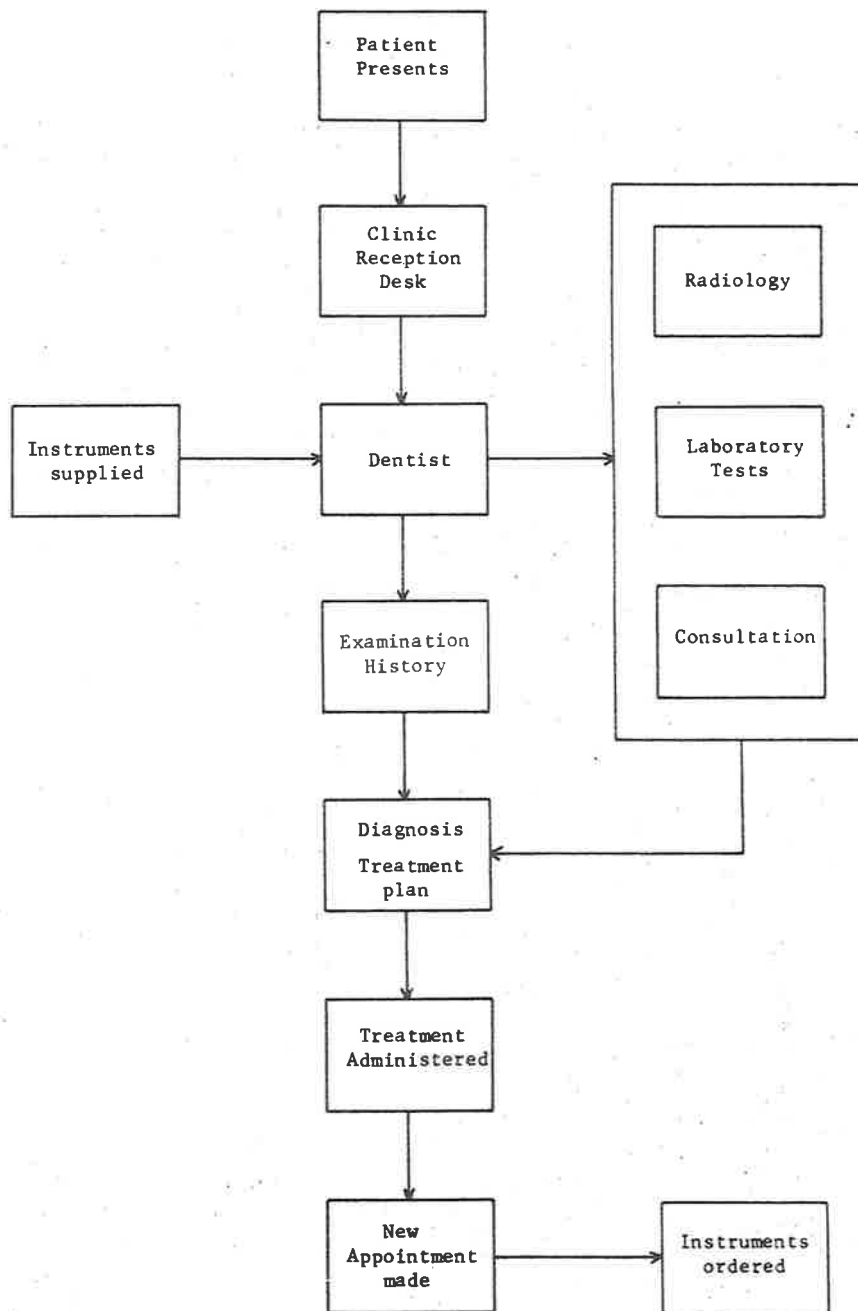 Patient
Presents
Clinic
Reception
Desk
Radiology
Instruments
supplied
Dentist
Laboratory
Tests
Examination
History
Consultation
Diagnosis
Treatment
plan
Treatment
Administered
New
Appointment
made
Instruments
ordered